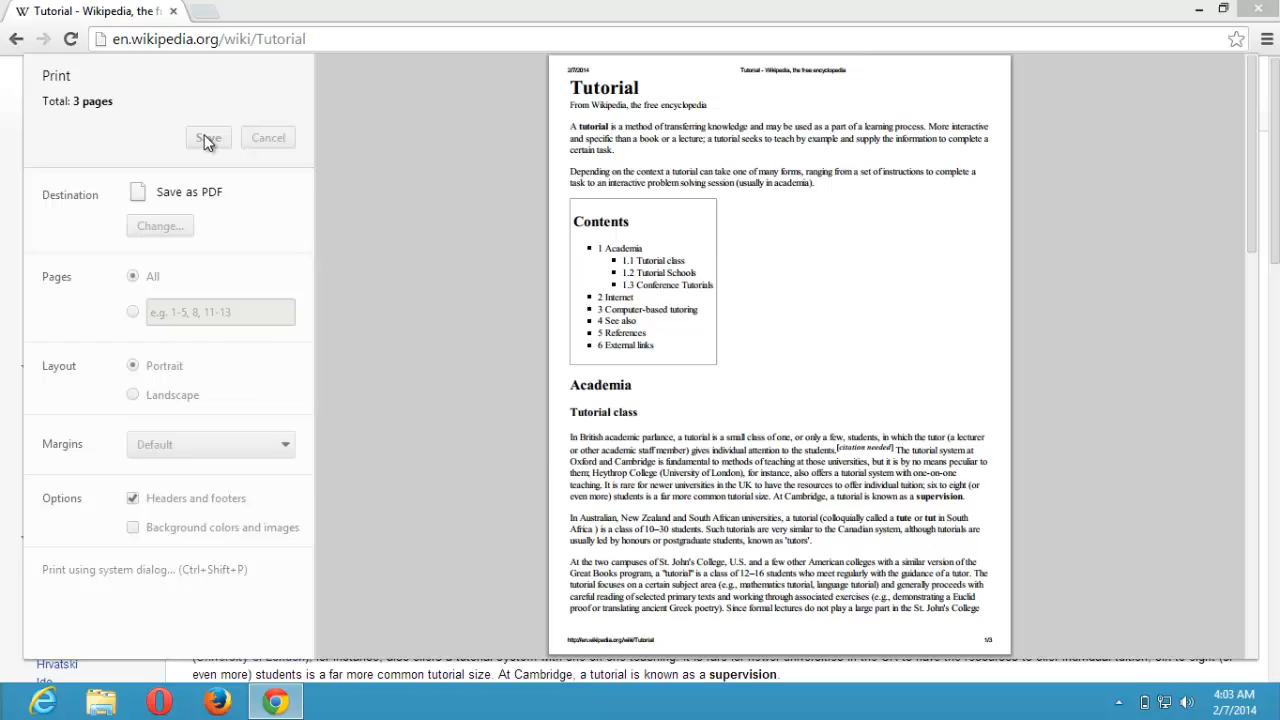 Tutorial - Wikipedia, the f
en.wikipedia.org/wiki/Tutorial
Print
Total: 3 pages
Save
Cancel
Destination
Save as PDF
Change...
Pages
All
e.g. 1-5, 8, 11-13
Layout
Portrait
Landscape
Margins
Default
Options
Headers and footers
Background colors and images
Print using system dialog... (Ctrl+Shift+P)
2/7/2014
Tutorial - Wikipedia, the free encyclopedia
Tutorial
From Wikipedia, the free encyclopedia
A tutorial is a method of transferring knowledge and may be used as a part of a learning process. More interactive
and specific than a book or a lecture; a tutorial seeks to teach by example and supply the information to complete a
certain task.
Depending on the context a tutorial can take one of many forms, ranging from a set of instructions to complete a
task to an interactive problem solving session (usually in academia).
Contents
1 Academia
1.1 Tutorial class
1.2 Tutorial Schools
1.3 Conference Tutorials
2 Internet
3 Computer-based tutoring
4 See also
5 References
6 External links
Academia
Tutorial class
In British academic parlance, a tutorial is a small class of one, or only a few, students, in which the tutor (a lecturer
or other academic staff member) gives individual attention to the students.[citation needed] The tutorial system at
Oxford and Cambridge is fundamental to methods of teaching at those universities, but it is by no means peculiar to
them; Heythrop College (University of London), for instance, also offers a tutorial system with one-on-one
teaching. It is rare for newer universities in the UK to have the resources to offer individual tuition; six to eight (or
even more) students is a far more common tutorial size. At Cambridge, a tutorial is known as a supervision.
In Australian, New Zealand and South African universities, a tutorial (colloquially called a tute or tut in South
Africa ) is a class of 10–30 students. Such tutorials are very similar to the Canadian system, although tutorials are
usually led by honours or postgraduate students, known as 'tutors'.
At the two campuses of St. John's College, U.S. and a few other American colleges with a similar version of the
Great Books program, a "tutorial" is a class of 12–16 students who meet regularly with the guidance of a tutor. The
tutorial focuses on a certain subject area (e.g., mathematics tutorial, language tutorial) and generally proceeds with
careful reading of selected primary texts and working through associated exercises (e.g., demonstrating a Euclid
proof or translating ancient Greek poetry). Since formal lectures do not play a large part in the St. John's College
http://en.wikipedia.org/wiki/Tutorial
1/3
Hrvatski
even more) students is a far more common tutorial size. At Cambridge, a tutorial is known as a supervision.
4:03 AM
2/7/2014